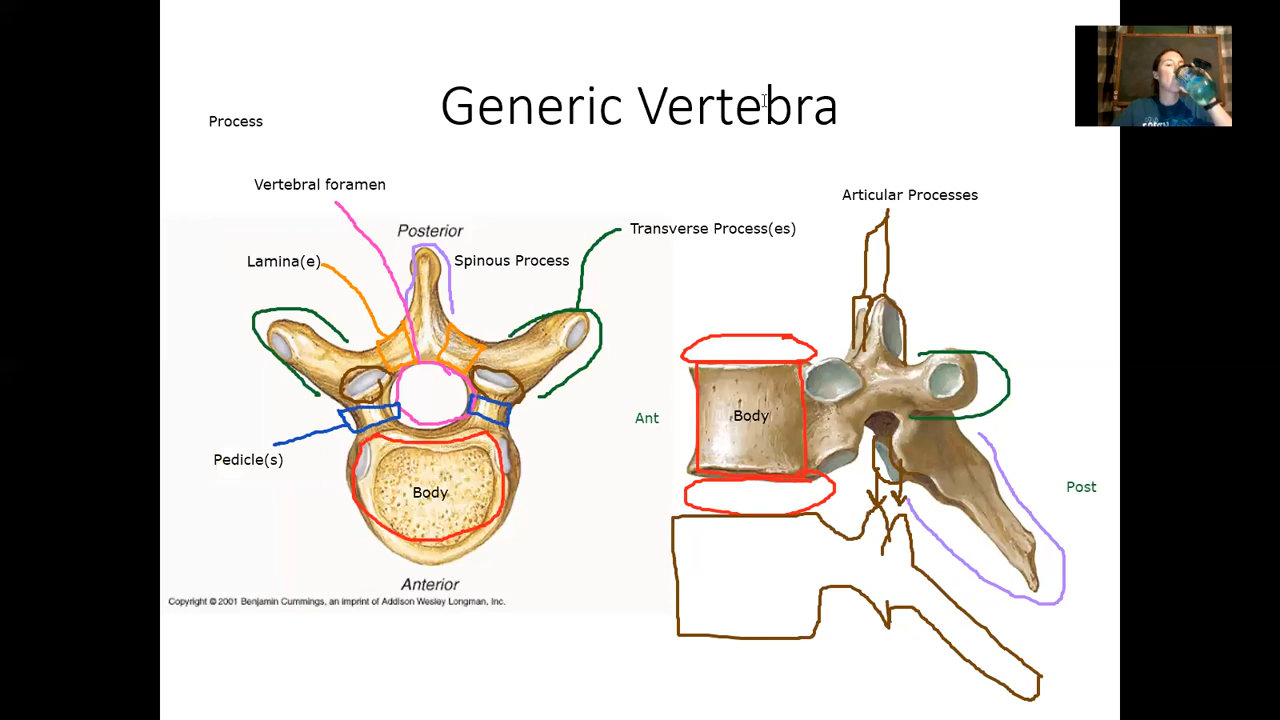 Generic Vertebra
Process
Vertebral foramen
Articular Processes
Posterior
Transverse Process(es)
Lamina(e)
Spinous Process
Ant
Body
Pedicle(s)
Post
Body
Anterior
Copyright © 2001 Benjamin Cummings, an imprint of Addison Wesley Longman, Inc.